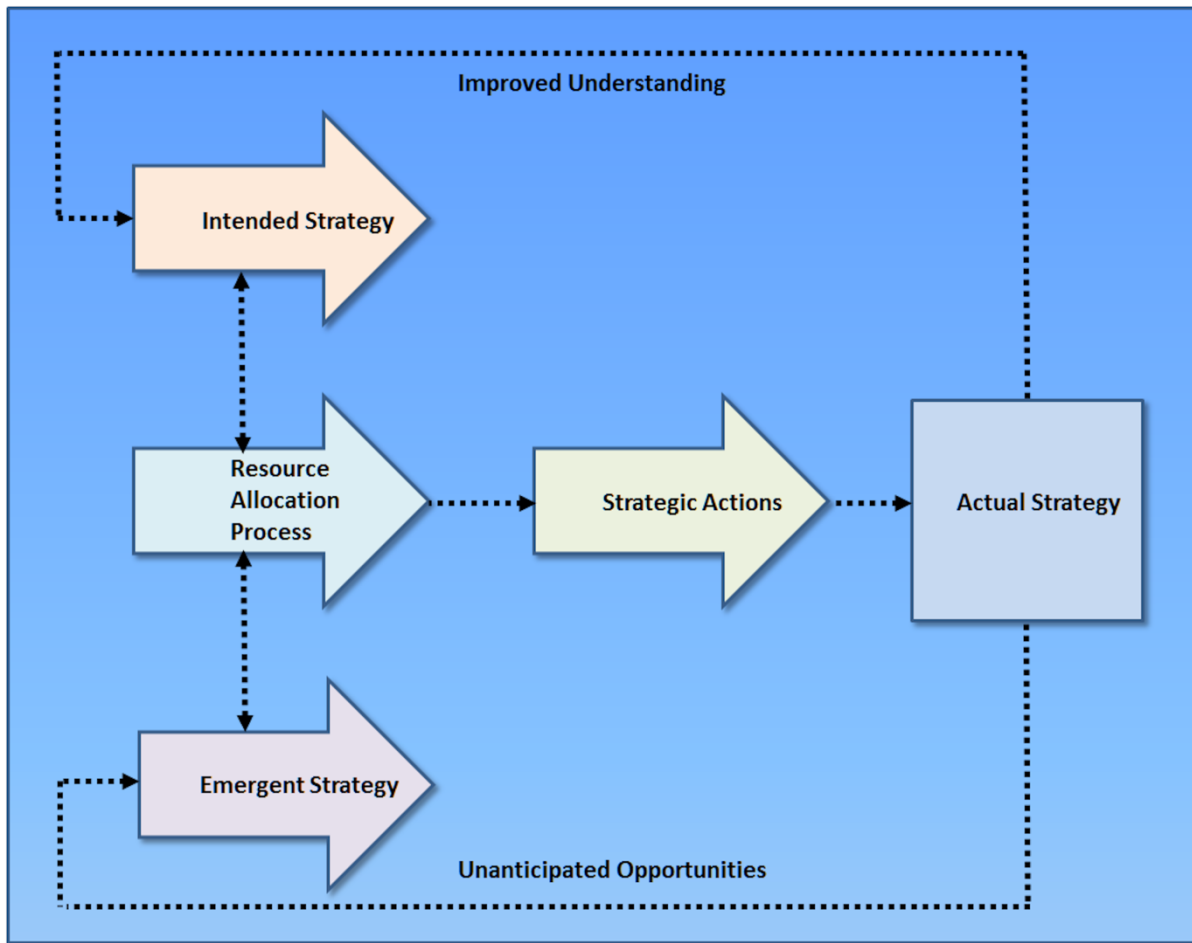 Improved Understanding
Intended Strategy
Resource
Allocation
Process
Strategic Actions
Actual Strategy
Emergent Strategy
Unanticipated Opportunities